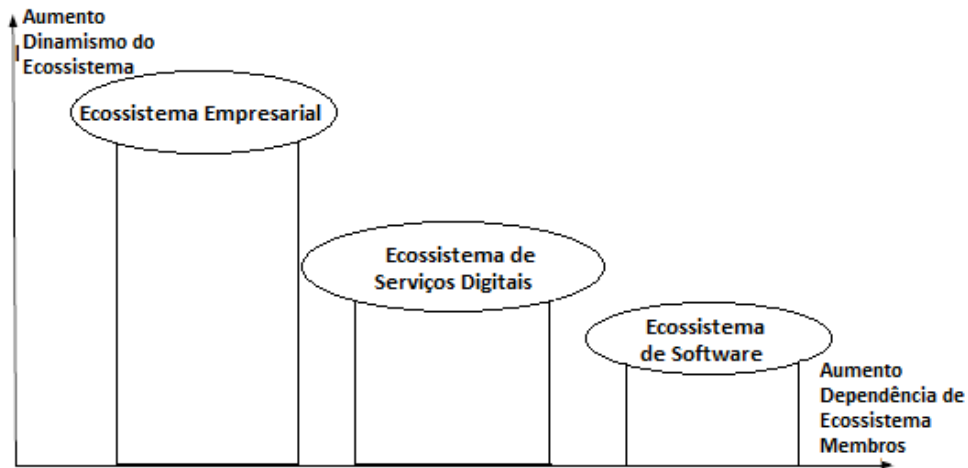 Aumento
Dinamismo do
Ecossistema
Ecossistema Empresarial
Ecossistema de
Serviços Digitais
Ecossistema
de Software
Aumento
Dependência de
Ecossistema
Membros